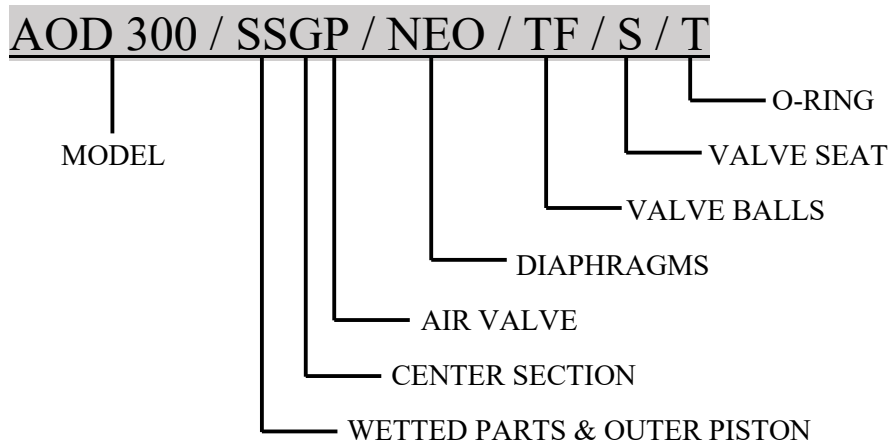 AOD 300 / SSGP / NEO / TF / S / T
O-RING
MODEL
VALVE SEAT
VALVE BALLS
DIAPHRAGMS
AIR VALVE
CENTER SECTION
WETTED PARTS & OUTER PISTON